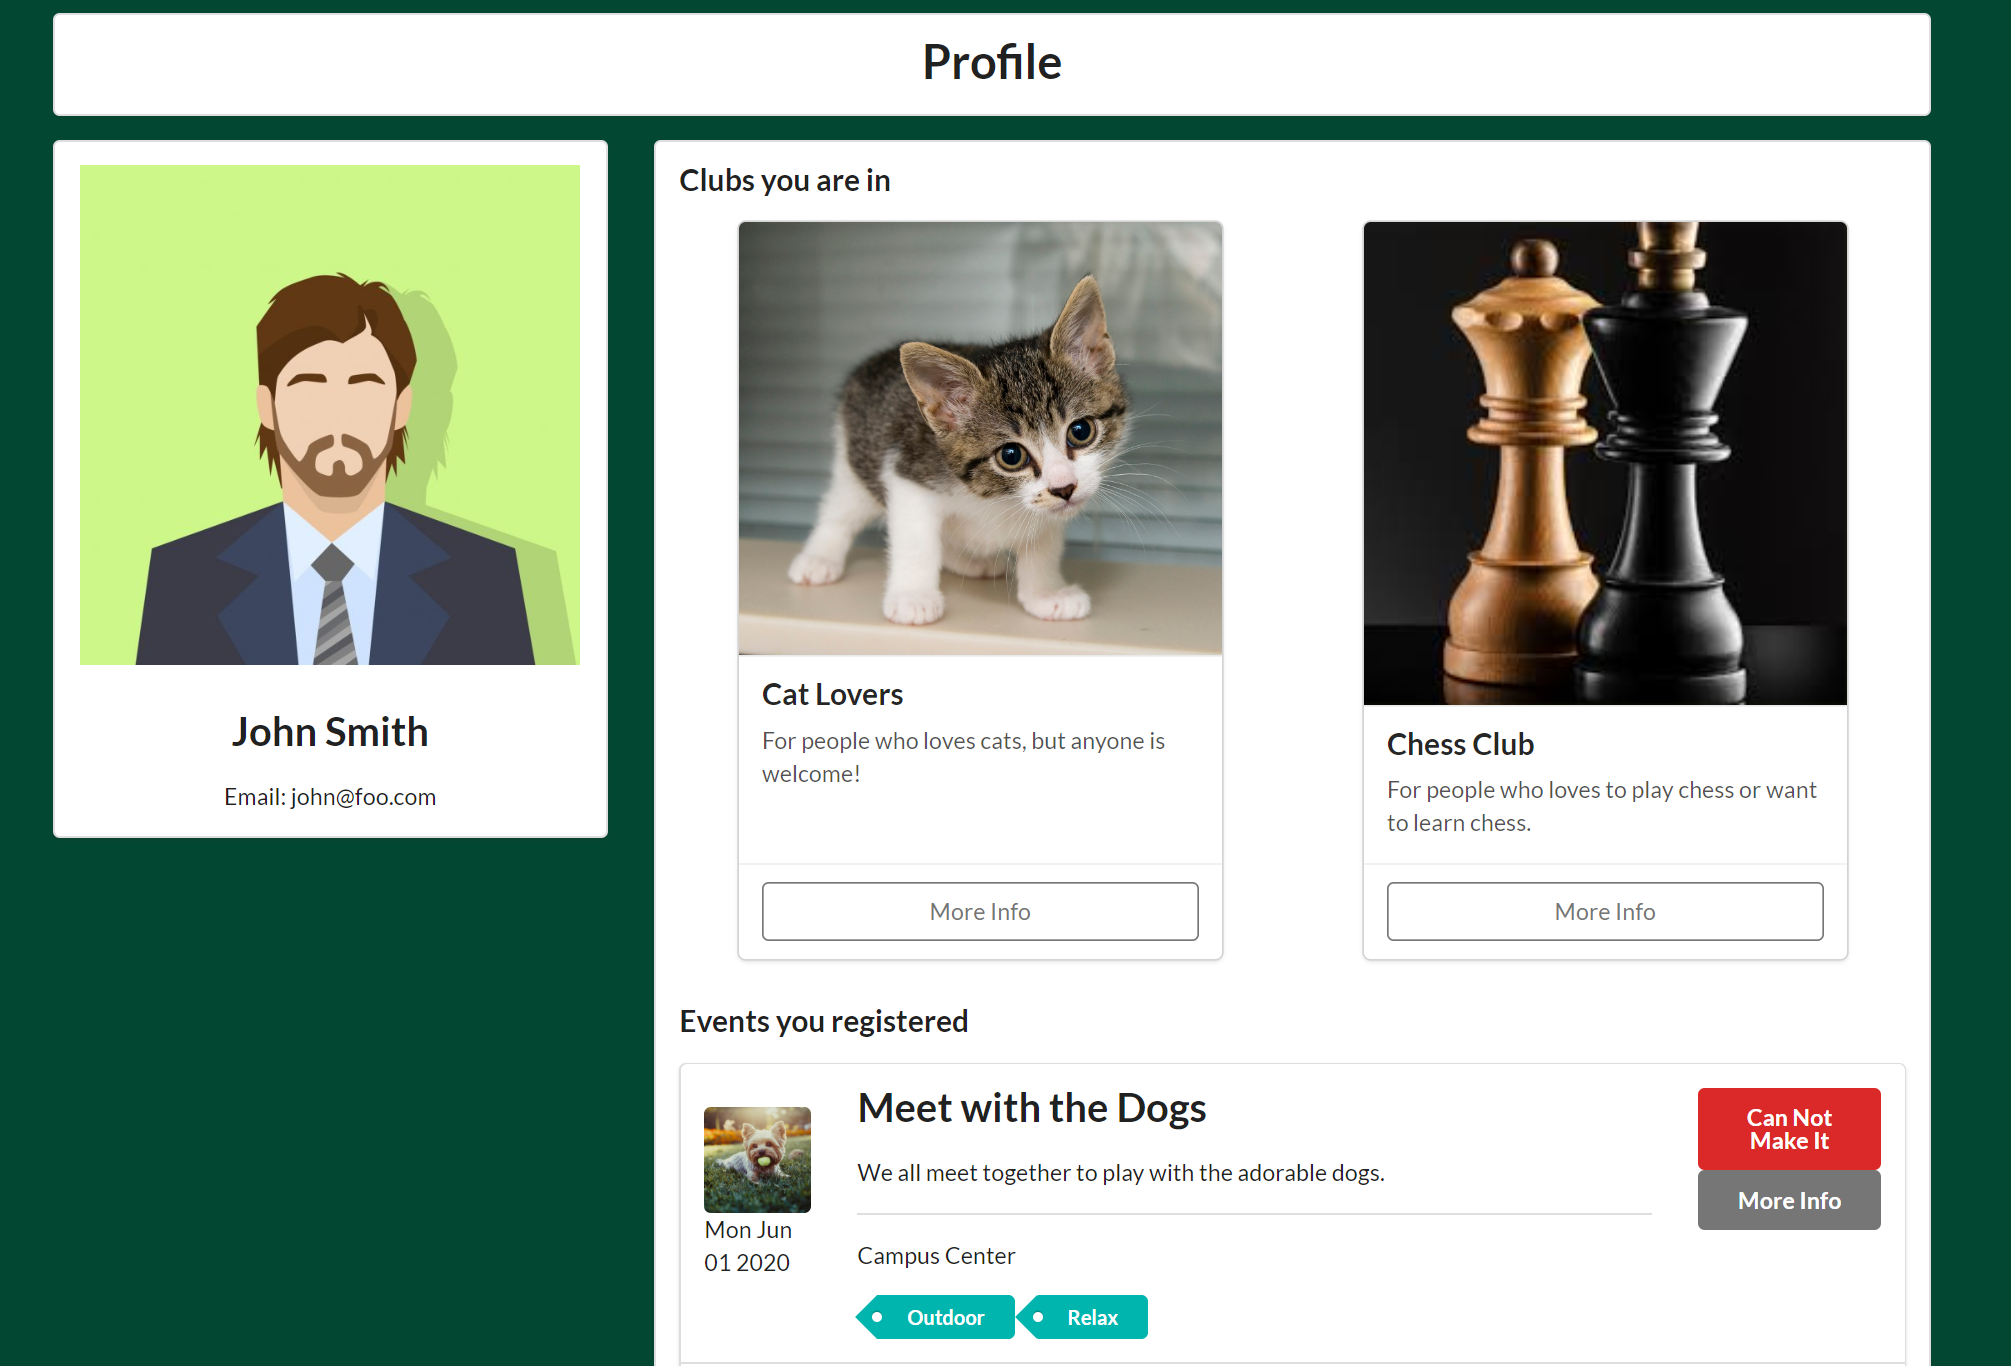 Profile
John Smith
Email: john@foo.com
Clubs you are in
Cat Lovers
For people who loves cats, but anyone is
welcome!
More Info
Chess Club
For people who loves to play chess or want
to learn chess.
More Info
Events you registered
Mon Jun
01 2020
Meet with the Dogs
We all meet together to play with the adorable dogs.
Campus Center
Outdoor
Relax
Can Not
Make It
More Info